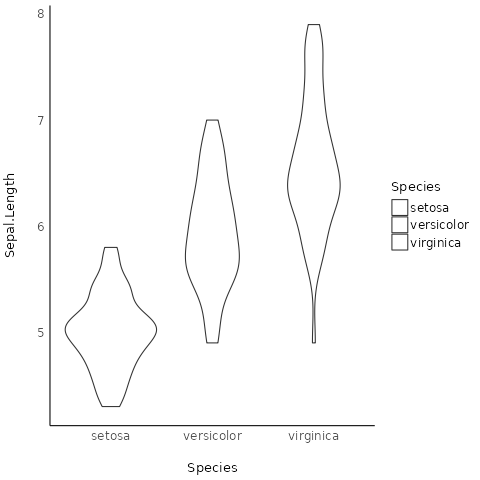 8
7
6
5
Sepal.Length
setosa versicolor virginica
Species
Species
setosa
versicolor
virginica